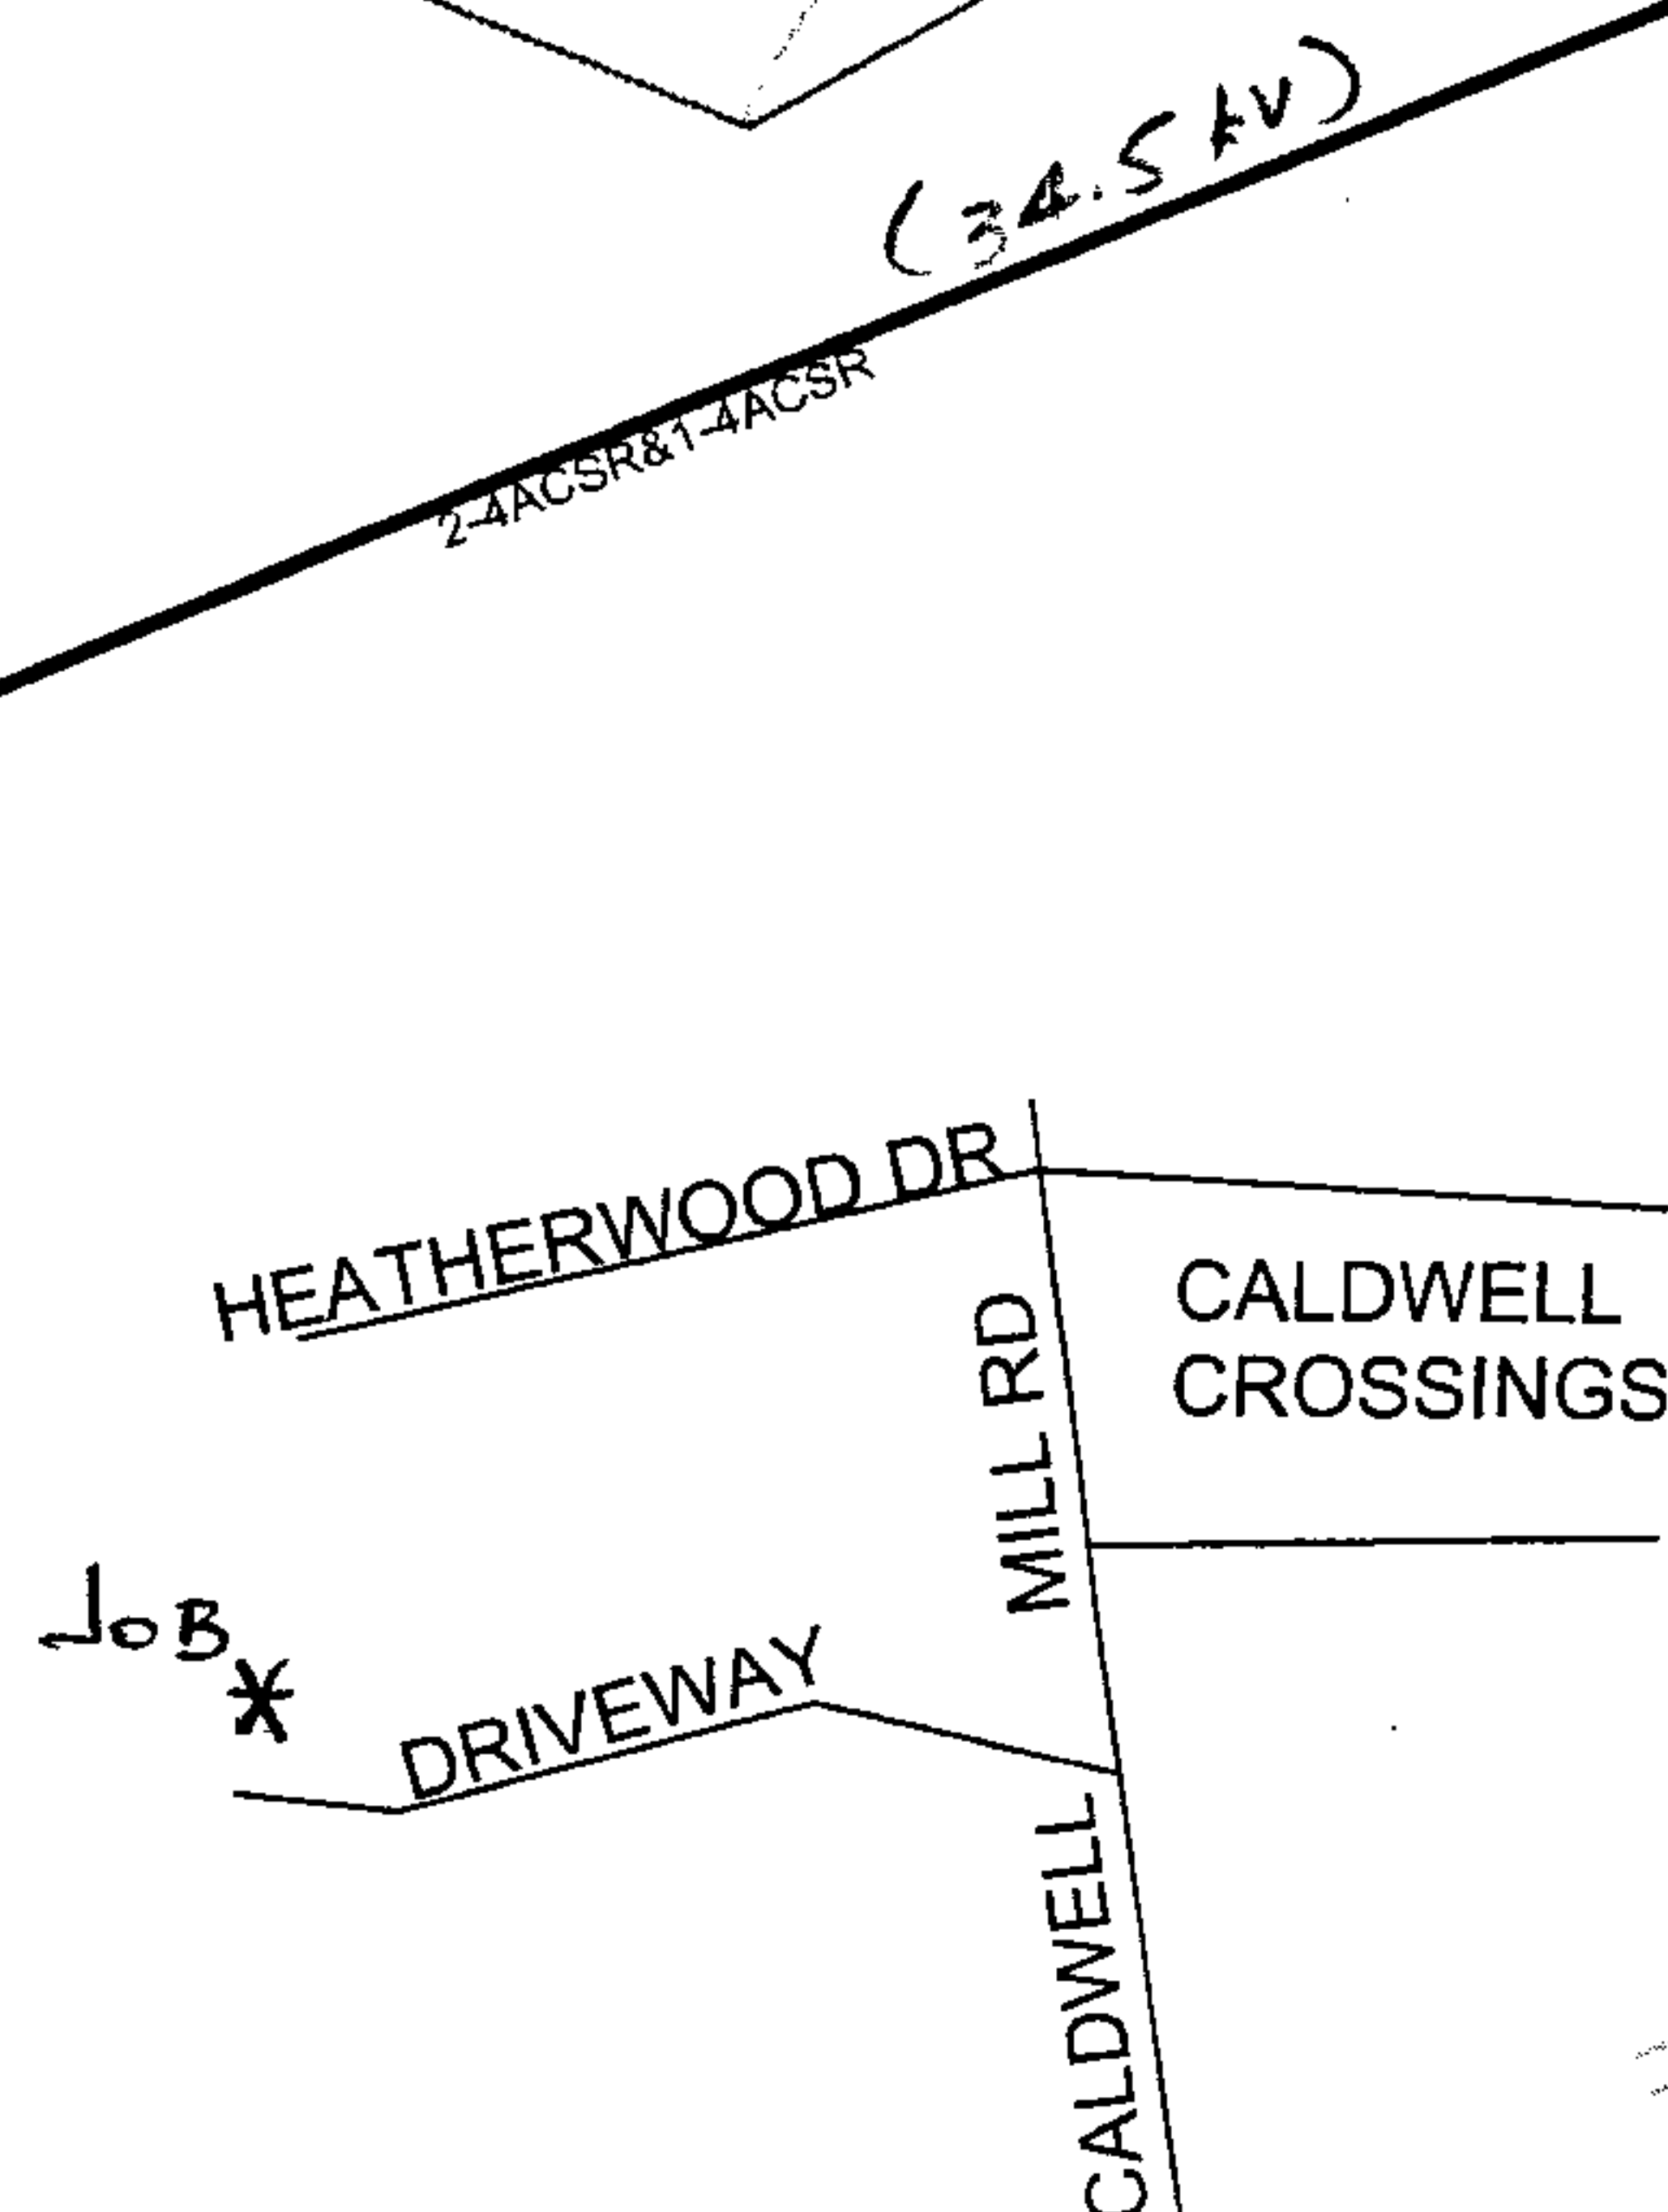 (34.5 kV)
2-4ACSR&1-4ACSR
HEATHERWOOD DR
CALDWELL
CROSSINGS
CALDWELL MILL RD
JOB
DRIVEWAY